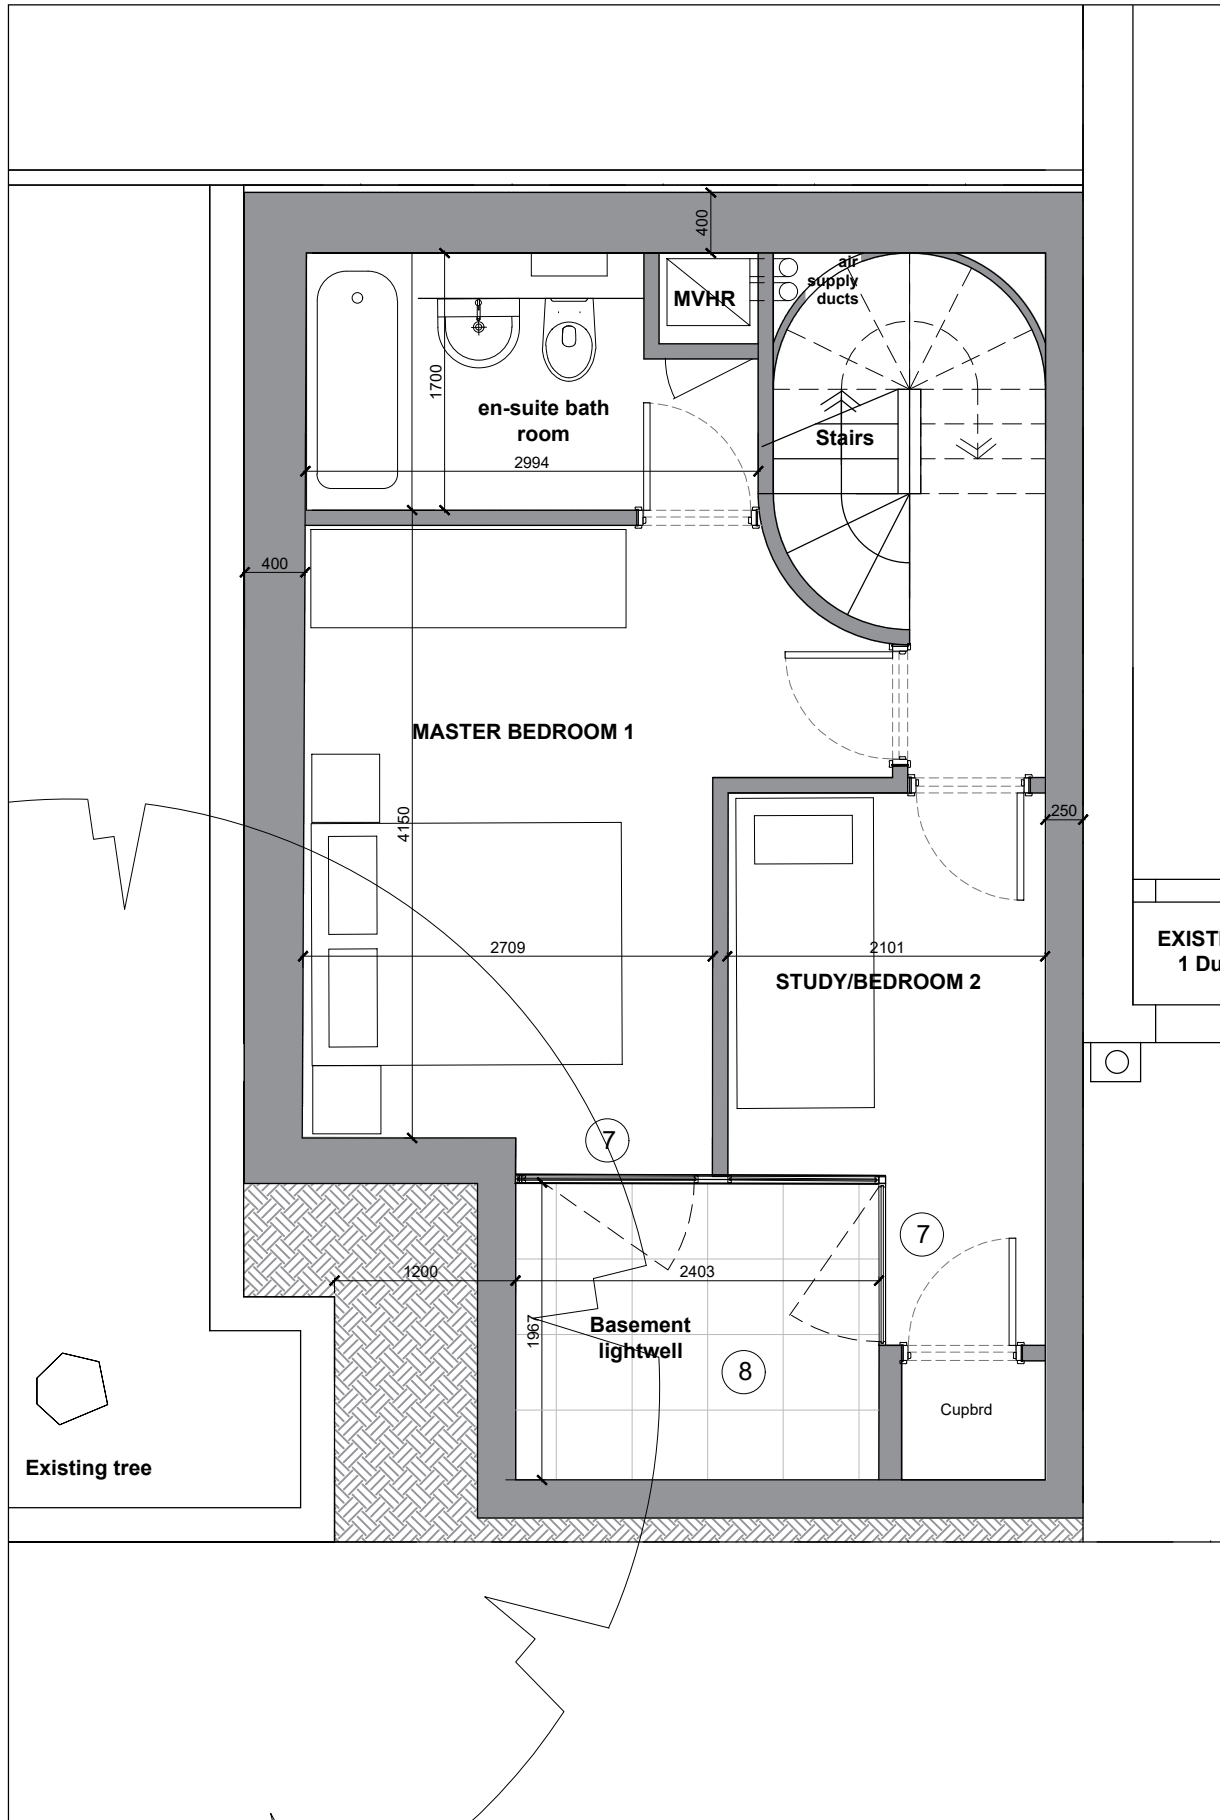 400
air
supply
ducts
MVHR
1700
en-suite bath
room
Stairs
2994
400
MASTER BEDROOM 1
4150
250
2709
2101
EXISTI
1 Du
STUDY/BEDROOM 2
7
7
1200
2403
1967
Basement
lightwell
8
Cupbrd
Existing tree